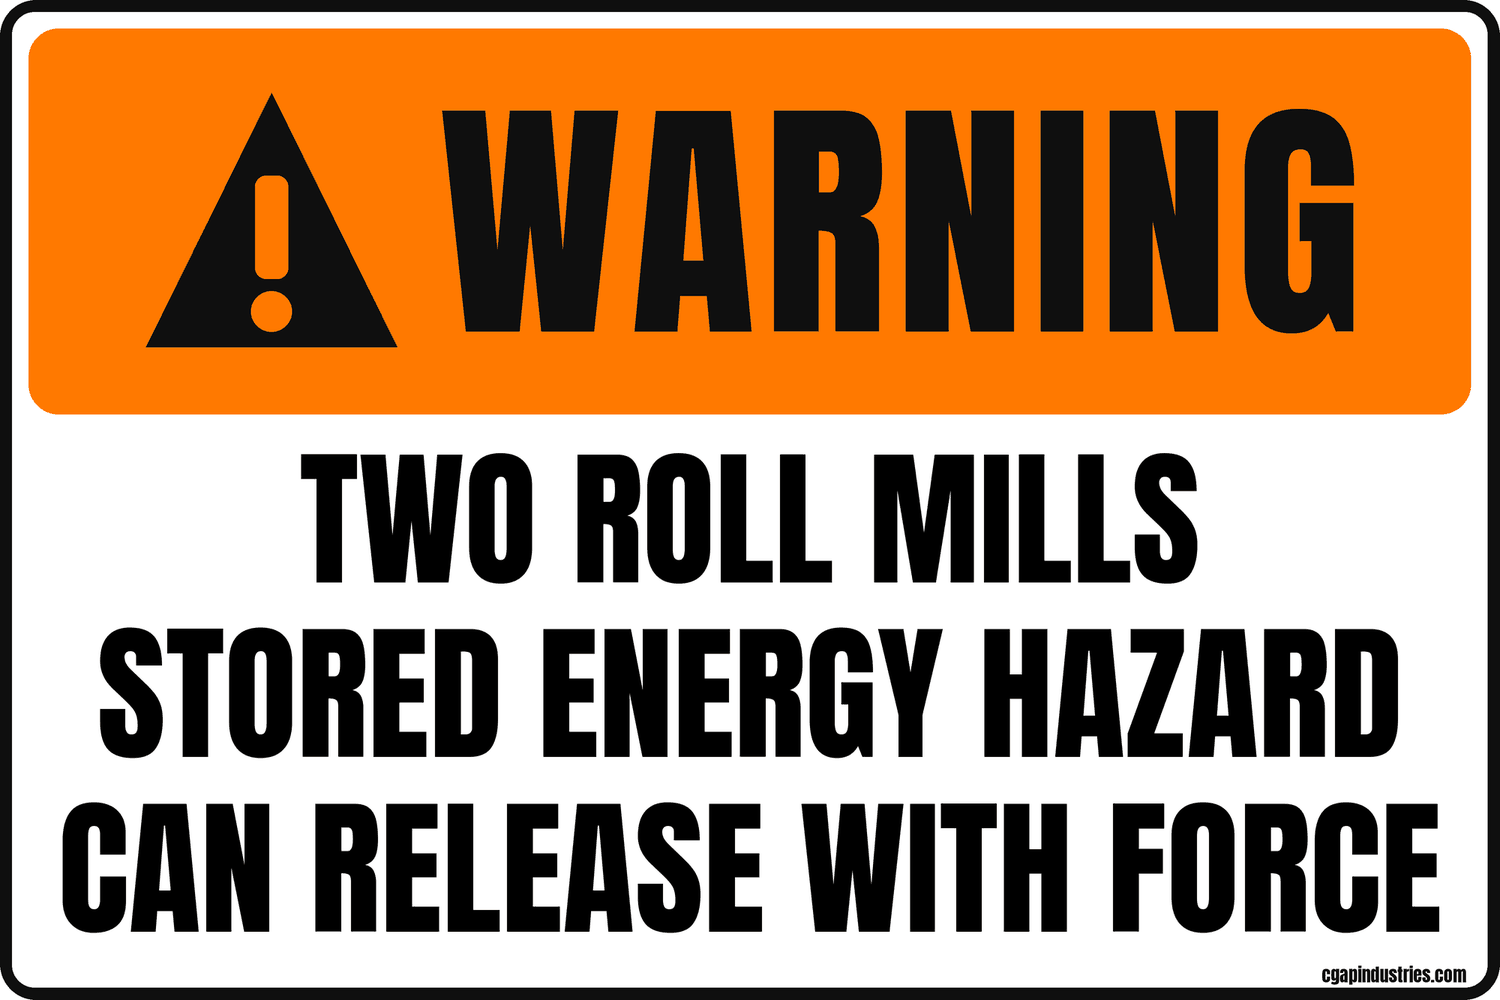 WARNING
TWO ROLL MILLS
STORED ENERGY HAZARD
CAN RELEASE WITH FORCE
cgapindustries.com